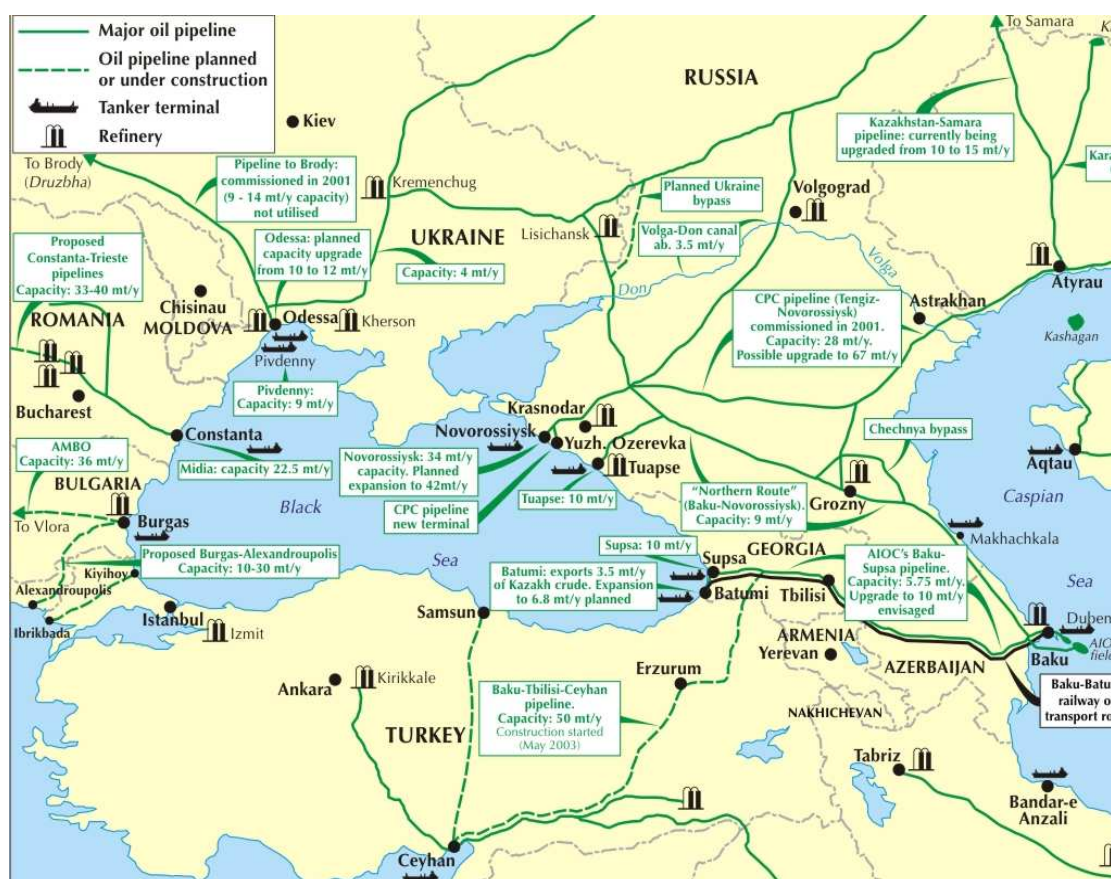 Major oil pipeline
Oil pipeline planned
or under construction
Tanker terminal
Refinery
To Samara
RUSSIA
Kiev
To Brody
(Druzbha)
Pipeline to Brody:
commissioned in 2001
(9 - 14 mt/y capacity)
not utilised
Kremenchug
Kazakhstan-Samara
pipeline: currently being
upgraded from 10 to 15 mt/y
Planned Ukraine
bypass
Volgograd
Lisichansk
Volga-Don canal
ab. 3.5 mt/y
Odessa: planned
capacity upgrade
from 10 to 12 mt/y
UKRAINE
Capacity: 4 mt/y
Proposed
Constanta-Trieste
pipelines
Capacity: 33-40 mt/y
Don
Volga
Atyrau
Astrakhan
Chisinau
MOLDOVA
ROMANIA
Odessa
Kherson
Pivdenny
CPC pipeline (Tengiz-
Novorossiysk)
commissioned in 2001.
Capacity: 28 mt/y.
Possible upgrade to 67 mt/y
Kashagan
Pivdenny:
Capacity: 9 mt/y
Bucharest
Krasnodar
Constanta
Novorossiysk
Yuzh. Ozerevka
Chechnya bypass
AMBO
Capacity: 36 mt/y
Midia: capacity 22.5 mt/y
Novorossiysk: 34 mt/y
capacity. Planned
expansion to 42mt/y
Tuapse
Aqtau
BULGARIA
Tuapse: 10 mt/y
"Northern Route"
(Baku-Novorossiysk).
Capacity: 9 mt/y
Grozny
Caspian
Black
CPC pipeline
new terminal
To Vlora
Burgas
Makhachkala
Proposed Burgas-Alexandroupolis
Capacity: 10-30 mt/y
Sea
Supsa: 10 mt/y
Supsa
GEORGIA
AIOC's Baku-
Supsa pipeline.
Capacity: 5.75 mt/y.
Upgrade to 10 mt/y
envisaged
Kiyihoy
Alexandroupolis
Batumi: exports 3.5 mt/y
of Kazakh crude. Expansion
to 6.8 mt/y planned
Batumi
Tbilisi
Sea
Ibrikbada
Istanbul
Izmit
Samsun
ARMENIA
Yerevan
Baku
AZERBAIJAN
Ankara
Kirikkale
Erzurum
Baku-Tbilisi-Ceyhan
pipeline.
Capacity: 50 mt/y
Construction started
(May 2003)
NAKHICHEVAN
railway
transport
TURKEY
Tabriz
Bandar-e
Anzali
Ceyhan